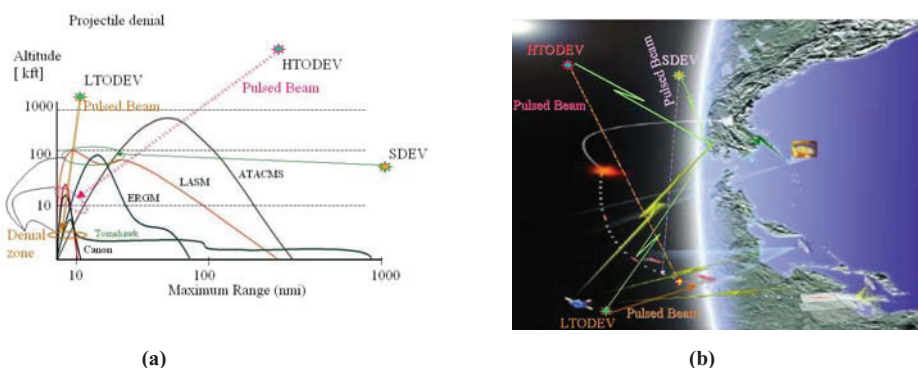 Projectile denial
Altitude
[ kft]
LTODEV
HTODEV
Pulsed Beam
Pulsed Beam
1000
SDEV
100
LASM
ATACMS
ERGM
10
Denial
zone
Tomahawk
Canon
10
100
1000
Maximum Range (nmi)
(a)
HTODEV
Pulsed Beam
SDEV
Pulsed Beam
Pulsed Beam
LTODEV
(b)